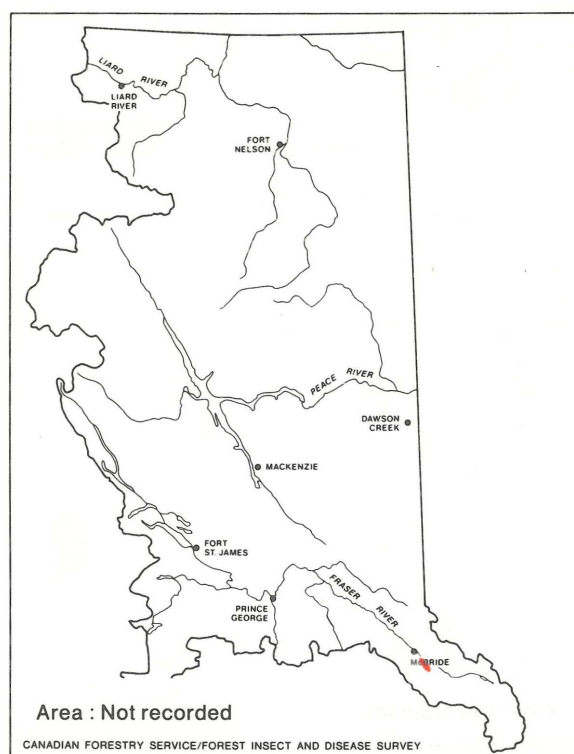 LIARD RIVER
LIARD
RIVER
FORT
NELSON
PEACE RIVER
DAWSON
CREEK
MACKENZIE
FORT
ST. JAMES
FRASER RIVER
PRINCE
GEORGE
McBRIDE
Area : Not recorded
CANADIAN FORESTRY SERVICE/FOREST INSECT AND DISEASE SURVEY